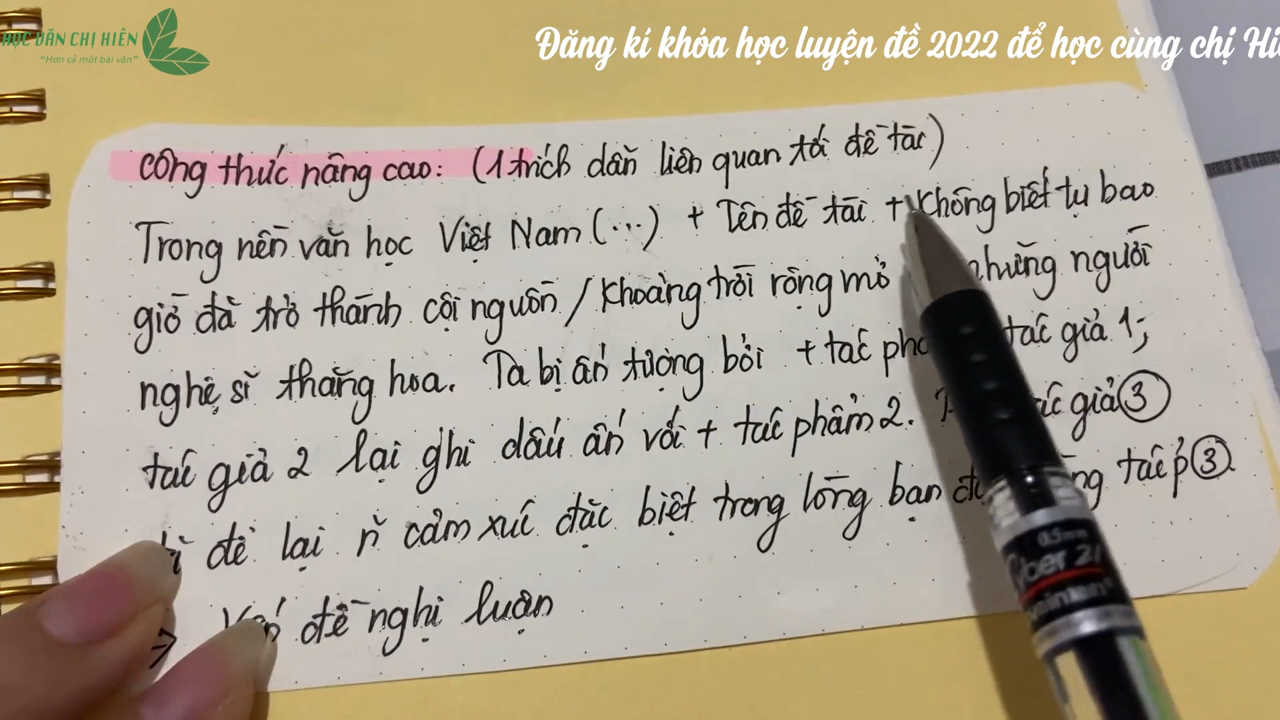 HỌC VĂN CHỊ HIÊN
"Hơn cả một bài văn"
Đăng kí khóa học luyện đề 2022 để học cùng chị
công thức nâng cao: (1 trích dẫn liên quan tới đề tài)
Trong nền văn học Việt Nam (...) + Tên đề tài + không biết tự bao
giờ đã trở thành cội nguồn / khoảng trời rộng mở những người
nghệ sĩ thăng hoa. Ta bị ấn tượng bởi + tác tác giả 1;
tác giả 2 lại ghi dấu ấn với + tác phẩm 2. giả 3
để lại n̆ cảm xúc đặc biệt trong lòng bạn tác p̉ 3.
→ đề nghị luận
0.5mm